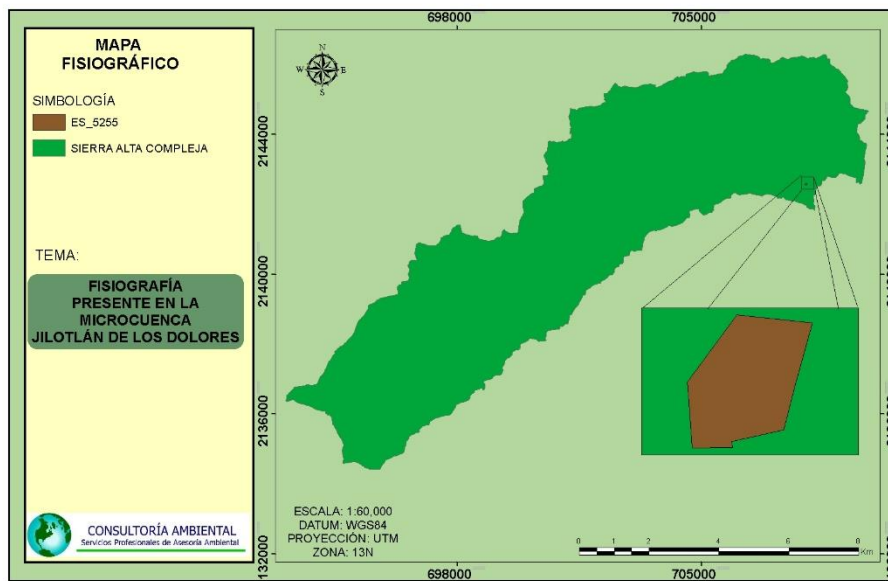 MAPA
FISIOGRÁFICO
SIMBOLOGÍA
ES_5255
SIERRA ALTA COMPLEJA
TEMA:
FISIOGRAFÍA
PRESENTE EN LA
MICROCUENCA
JILOTLÁN DE LOS DOLORES
CONSULTORÍA AMBIENTAL
Servicios Profesionales de Asesoría Ambiental
698000
705000
N
W
E
S
2144000
2140000
2136000
ESCALA: 1:60,000
DATUM: WGS84
PROYECCIÓN: UTM
ZONA: 13N
0 1 2 4 6 8
Km
698000
705000